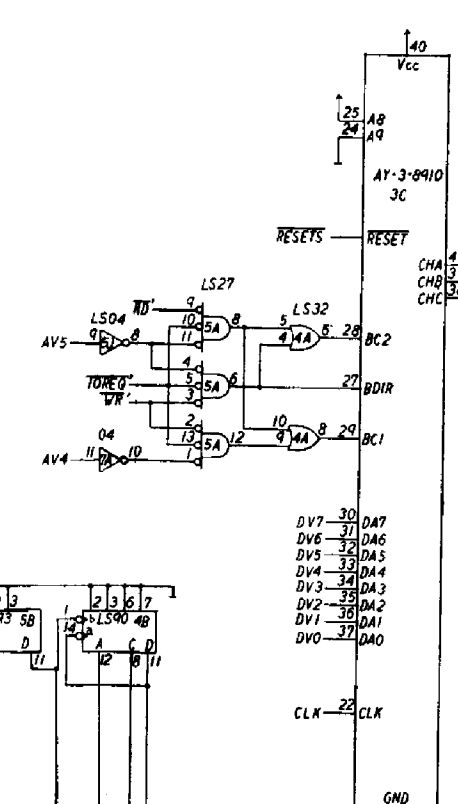 40
Vcc
25 A8
24 A9
AY-3-8910
3C
RESETS RESET
CHA 4
CHB 3
CHC 3
LS27
LS32
LS04
RD' 9
10 5A 8
11
AV5 9 8
5 4A 6 28 BC2
4
4
IOREQ' 5 5A 6 27 BDIR
WR' 3
04
2
13 5A 12
1
10
9 4A 8 29 BC1
AV4 11 7A 10
DV7 30 DA7
DV6 31 DA6
DV5 32 DA5
DV4 33 DA4
DV3 34 DA3
DV2 35 DA2
DV1 36 DA1
DV0 37 DA0
3
93 5B
D
11
2 3 6 7
1 b LS90 4B
14 a
A C D
12 8 11
CLK 22 CLK
GND